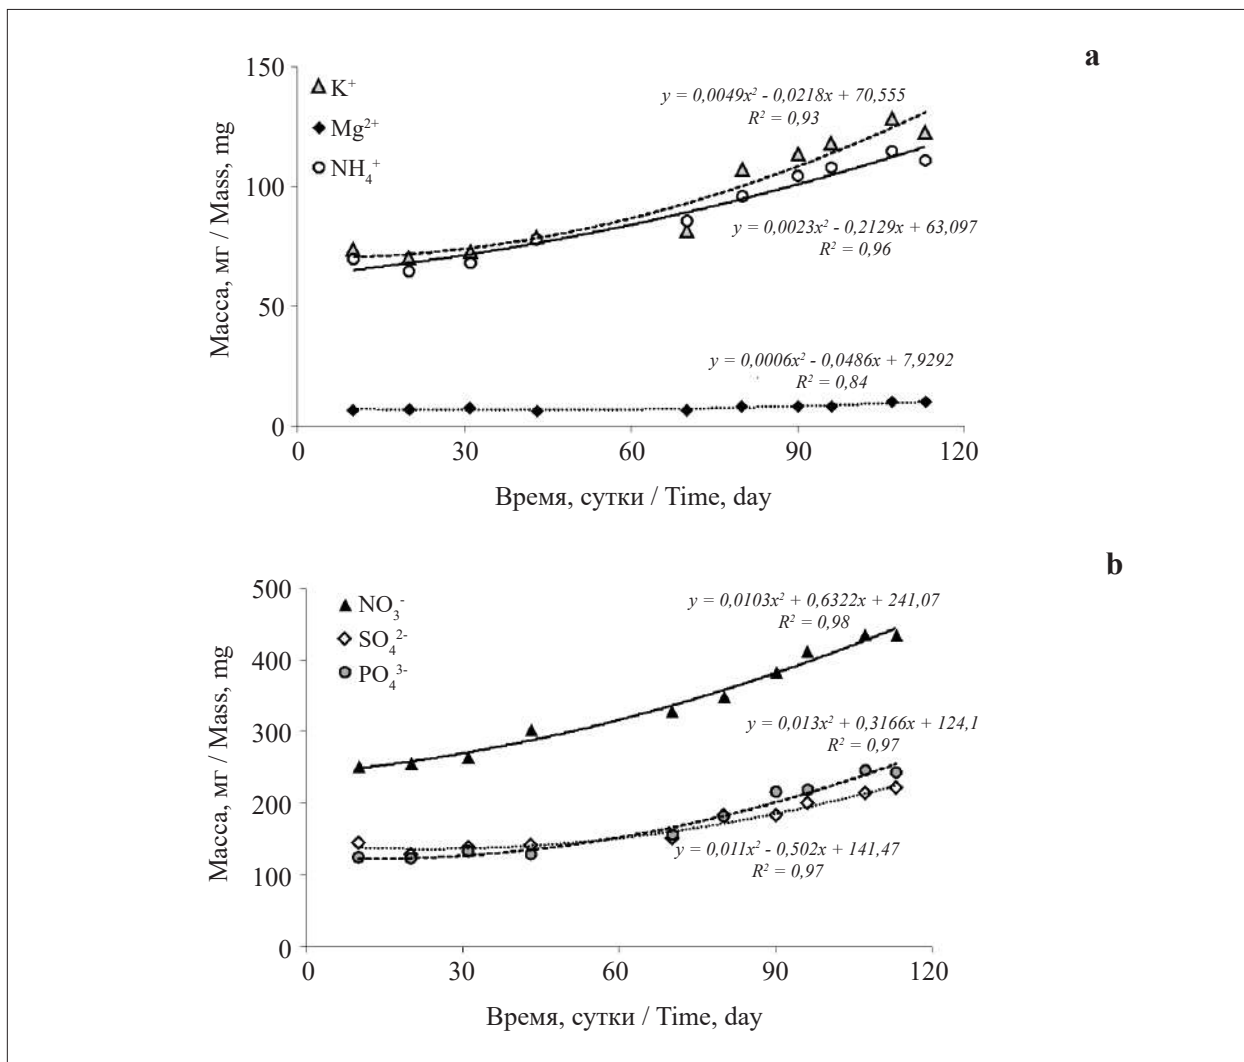 a
150
100
50
0
Масса, мг / Mass, mg
K⁺
Mg²⁺
NH₄⁺
y = 0,0049x² - 0,0218x + 70,555
R² = 0,93
y = 0,0023x² - 0,2129x + 63,097
R² = 0,96
y = 0,0006x² - 0,0486x + 7,9292
R² = 0,84
0 30 60 90 120
Время, сутки / Time, day
b
500
400
300
200
100
0
Масса, мг / Mass, mg
NO₃⁻
SO₄²⁻
PO₄³⁻
y = 0,0103x² + 0,6322x + 241,07
R² = 0,98
y = 0,013x² + 0,3166x + 124,1
R² = 0,97
y = 0,011x² - 0,502x + 141,47
R² = 0,97
0 30 60 90 120
Время, сутки / Time, day